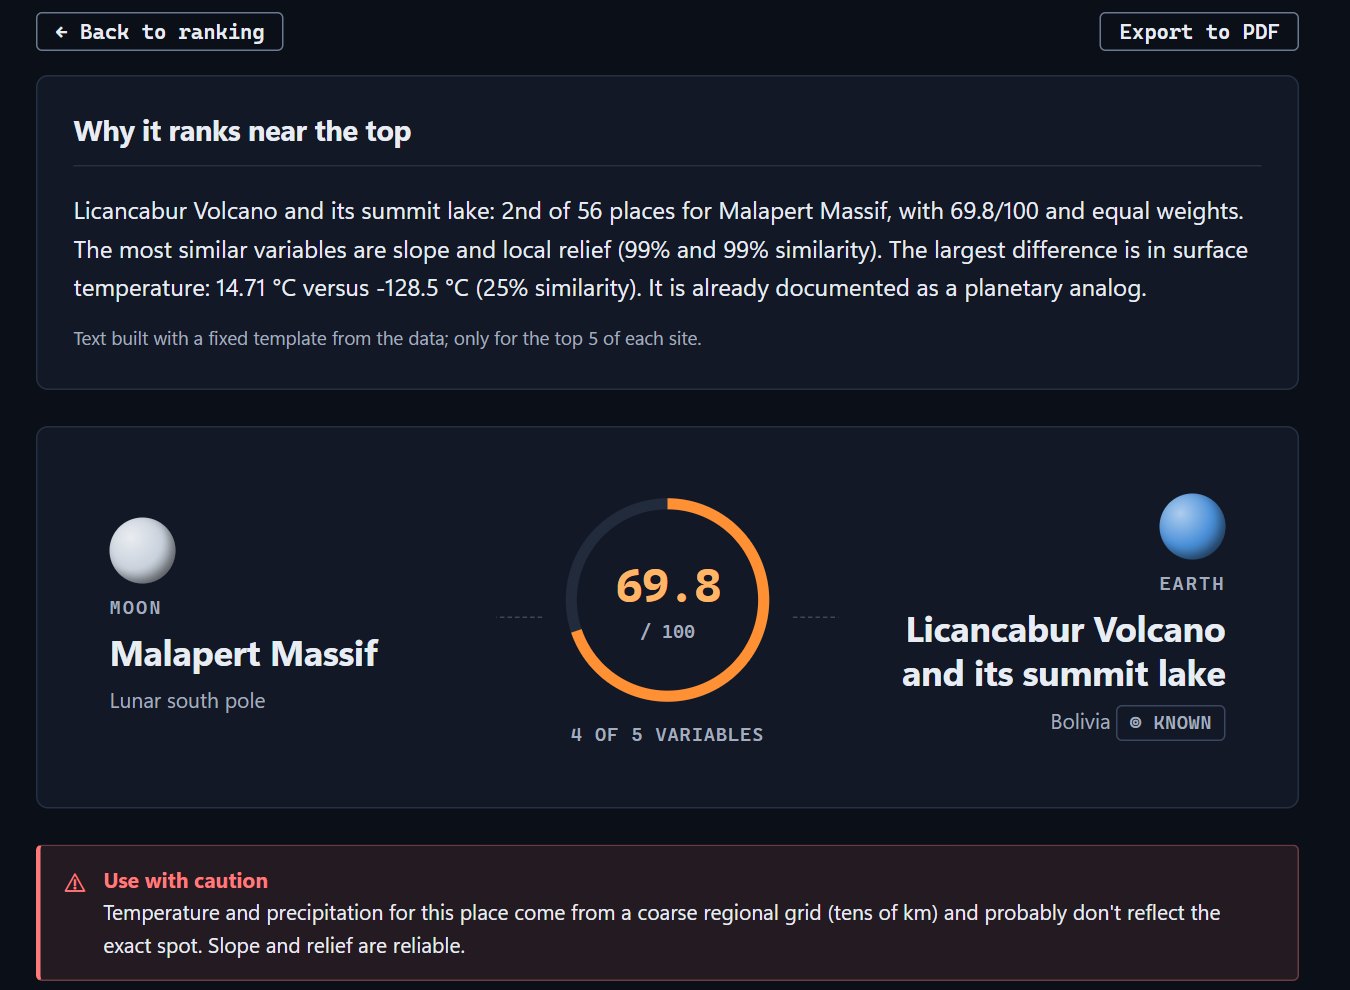 ← Back to ranking
Export to PDF
Why it ranks near the top
Licancabur Volcano and its summit lake: 2nd of 56 places for Malapert Massif, with 69.8/100 and equal weights.
The most similar variables are slope and local relief (99% and 99% similarity). The largest difference is in surface
temperature: 14.71 °C versus -128.5 °C (25% similarity). It is already documented as a planetary analog.
Text built with a fixed template from the data; only for the top 5 of each site.
MOON
Malapert Massif
Lunar south pole
69.8
/ 100
4 OF 5 VARIABLES
EARTH
Licancabur Volcano
and its summit lake
Bolivia ◎ KNOWN
Use with caution
Temperature and precipitation for this place come from a coarse regional grid (tens of km) and probably don't reflect the
exact spot. Slope and relief are reliable.